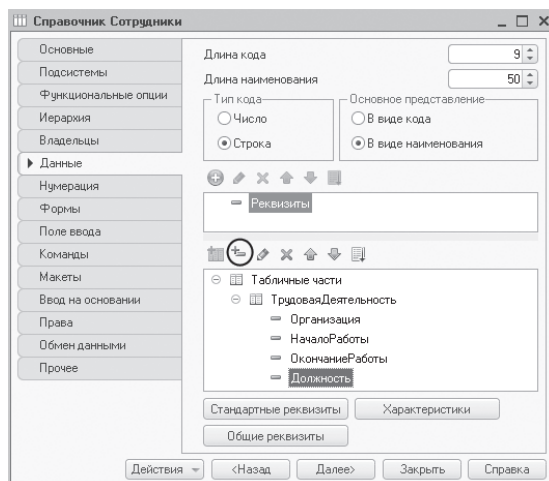 Справочник Сотрудники
Основные
Подсистемы
Функциональные опции
Иерархия
Владельцы
Данные
Нумерация
Формы
Поле ввода
Команды
Макеты
Ввод на основании
Права
Обмен данными
Прочее
Длина кода 9
Длина наименования 50
Тип кода
Число
Строка
Основное представление
В виде кода
В виде наименования
Реквизиты
Табличные части
ТрудоваяДеятельность
Организация
НачалоРаботы
ОкончаниеРаботы
Должность
Стандартные реквизиты Характеристики
Общие реквизиты
Действия <Назад Далее> Закрыть Справка